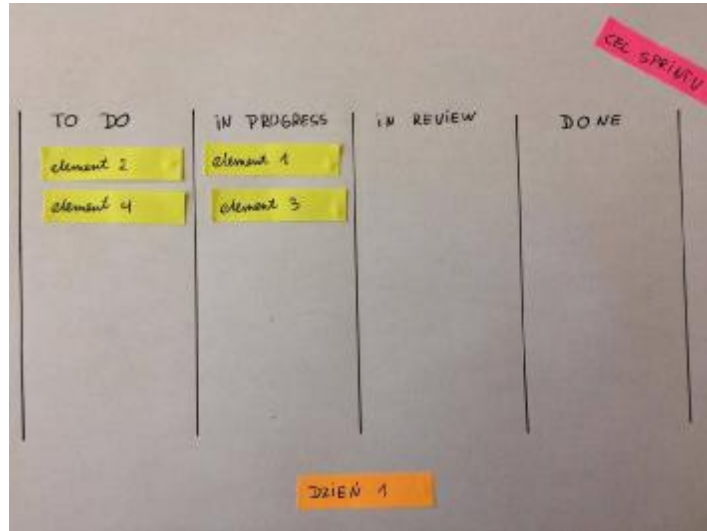 CEL SPRINTU
TO DO
IN PROGRESS
IN REVIEW
DONE
element 2
element 1
element 4
element 3
DZIEŃ 1